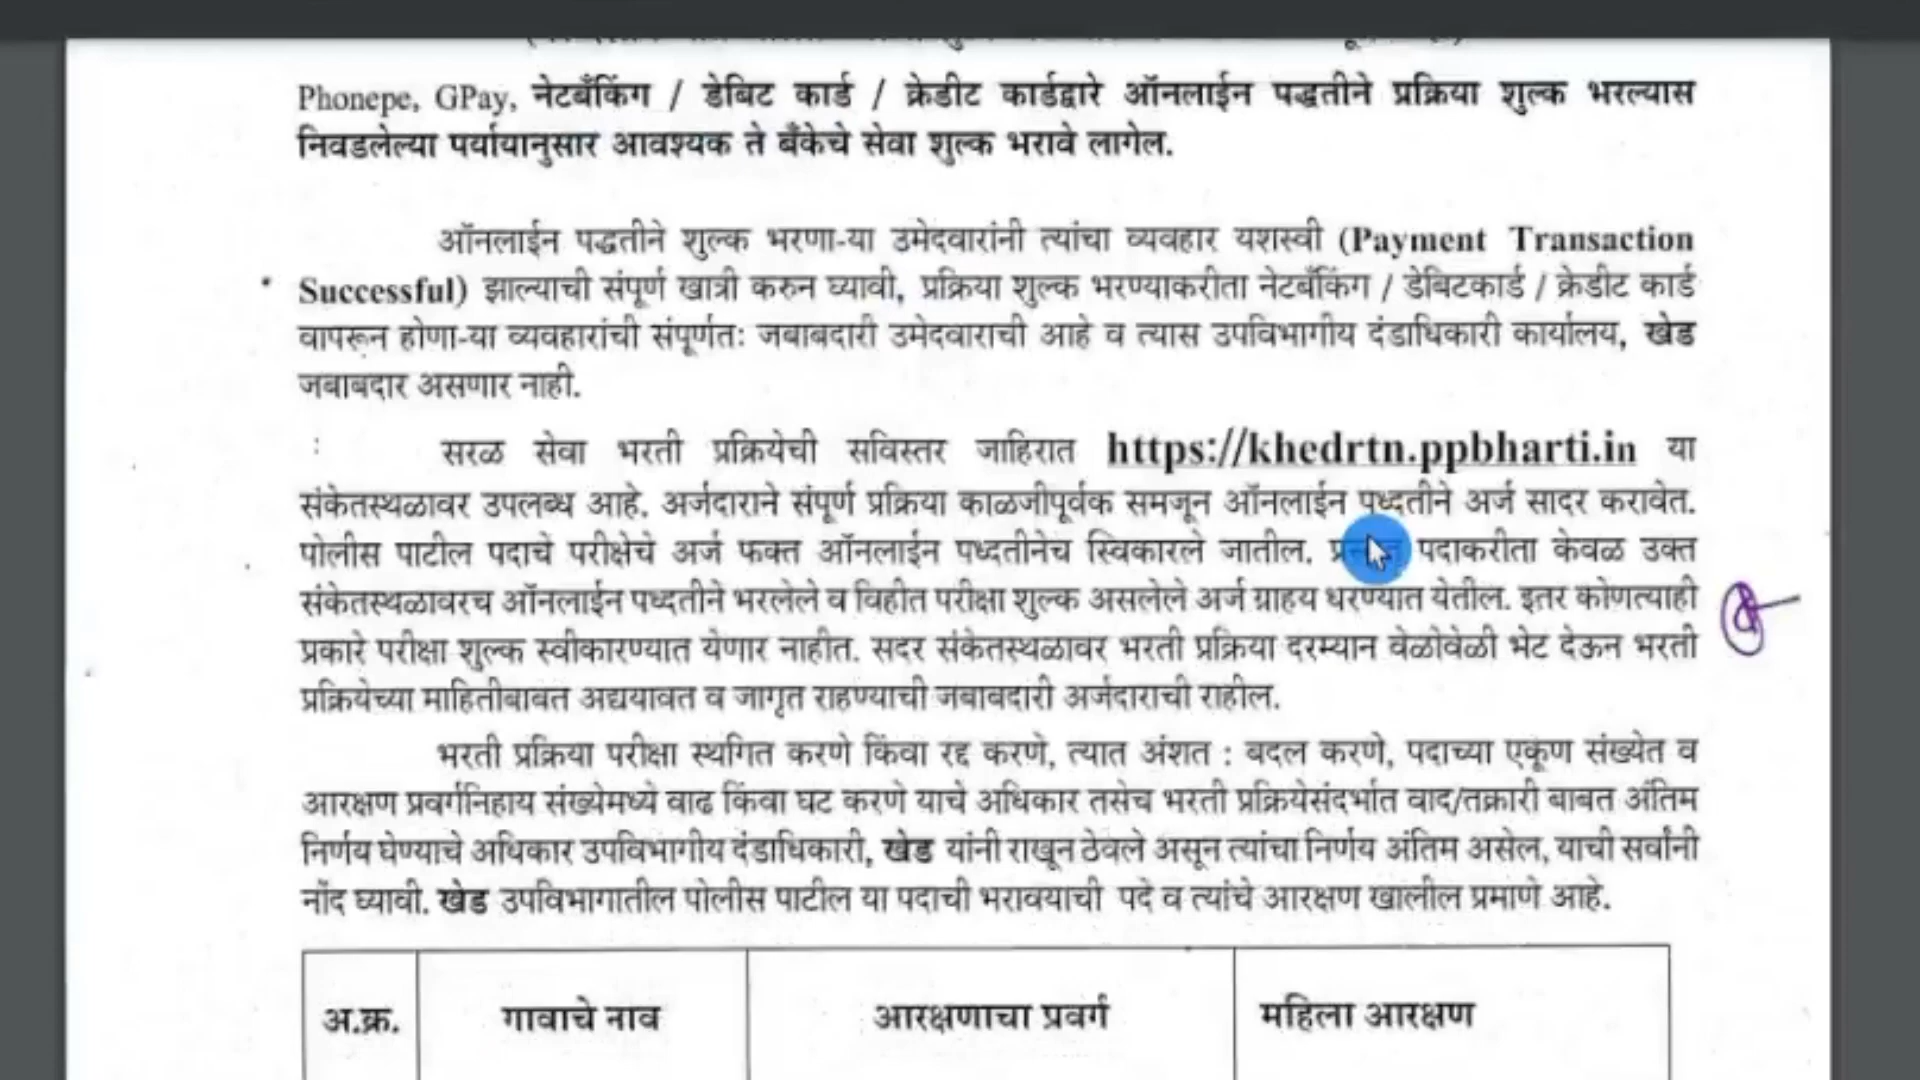 Phonepe, GPay, नेटबँकिंग / डेबिट कार्ड / क्रेडीट कार्डद्वारे ऑनलाईन पद्धतीने प्रक्रिया शुल्क भरल्यास
निवडलेल्या पर्यायानुसार आवश्यक ते बँकेचे सेवा शुल्क भरावे लागेल.
ऑनलाईन पद्धतीने शुल्क भरणा-या उमेदवारांनी त्यांचा व्यवहार यशस्वी (Payment Transaction
Successful) झाल्याची संपूर्ण खात्री करुन घ्यावी, प्रक्रिया शुल्क भरण्याकरीता नेटबँकिंग / डेबिटकार्ड / क्रेडीट कार्ड
वापरून होणा-या व्यवहारांची संपूर्णतः जबाबदारी उमेदवाराची आहे व त्यास उपविभागीय दंडाधिकारी कार्यालय, खेड
जबाबदार असणार नाही.
सरळ सेवा भरती प्रक्रियेची सविस्तर जाहिरात https://khedrtn.ppbharti.in या
संकेतस्थळावर उपलब्ध आहे. अर्जदाराने संपूर्ण प्रक्रिया काळजीपूर्वक समजून ऑनलाईन पध्दतीने अर्ज सादर करावेत.
पोलीस पाटील पदाचे परीक्षेचे अर्ज फक्त ऑनलाईन पध्दतीनेच स्विकारले जातील. पदाकरीता केवळ उक्त
संकेतस्थळावरच ऑनलाईन पध्दतीने भरलेले व विहीत परीक्षा शुल्क असलेले अर्ज ग्राहय धरण्यात येतील. इतर कोणत्याही
प्रकारे परीक्षा शुल्क स्वीकारण्यात येणार नाहीत. सदर संकेतस्थळावर भरती प्रक्रिया दरम्यान वेळोवेळी भेट देऊन भरती
प्रक्रियेच्या माहितीबाबत अद्ययावत व जागृत राहण्याची जबाबदारी अर्जदाराची राहील.
भरती प्रक्रिया परीक्षा स्थगित करणे किंवा रद्द करणे, त्यात अंशत : बदल करणे, पदाच्या एकूण संख्येत व
आरक्षण प्रवर्गनिहाय संख्येमध्ये वाढ किंवा घट करणे याचे अधिकार तसेच भरती प्रक्रियेसंदर्भात वाद/तक्रारी बाबत अंतिम
निर्णय घेण्याचे अधिकार उपविभागीय दंडाधिकारी, खेड यांनी राखून ठेवले असून त्यांचा निर्णय अंतिम असेल, याची सर्वांनी
नोंद घ्यावी. खेड उपविभागातील पोलीस पाटील या पदाची भरावयाची पदे व त्यांचे आरक्षण खालील प्रमाणे आहे.
अ.क्र. गावाचे नाव आरक्षणाचा प्रवर्ग महिला आरक्षण